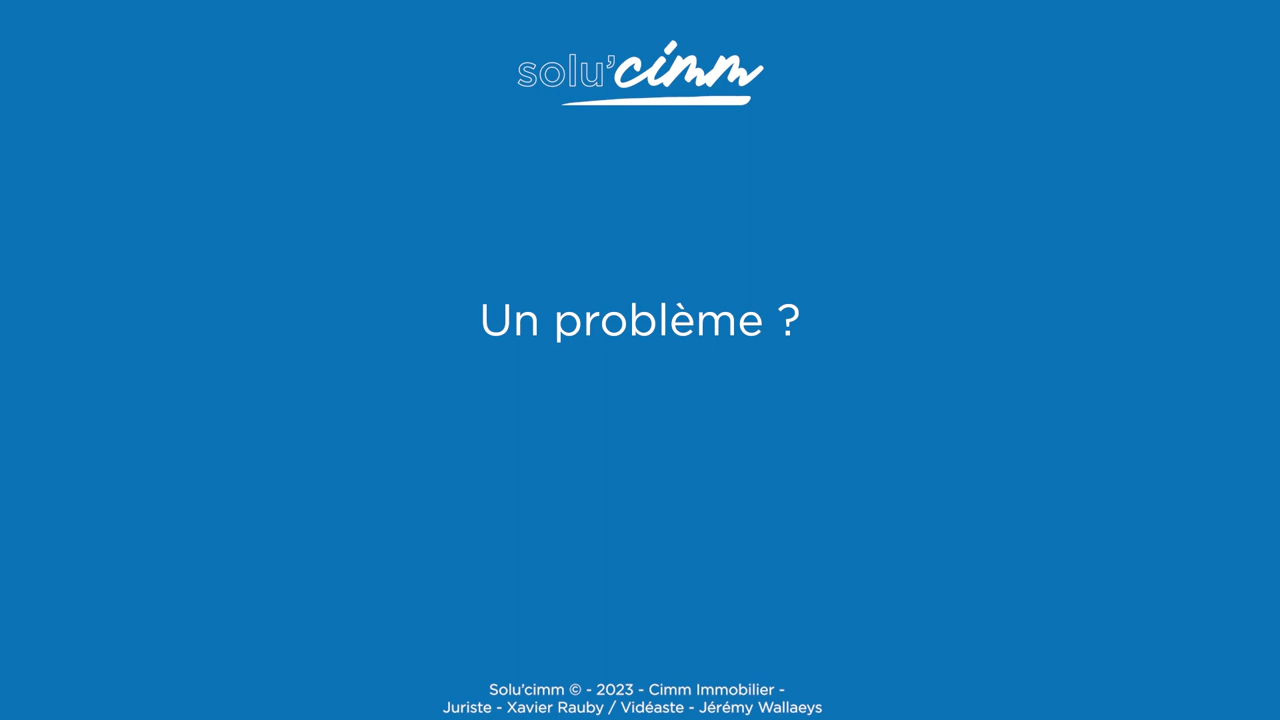 solu'cimm
Un problème ?
Solu'cimm © - 2023 - Cimm Immobilier -
Juriste - Xavier Rauby / Vidéaste - Jérémy Wallaeys